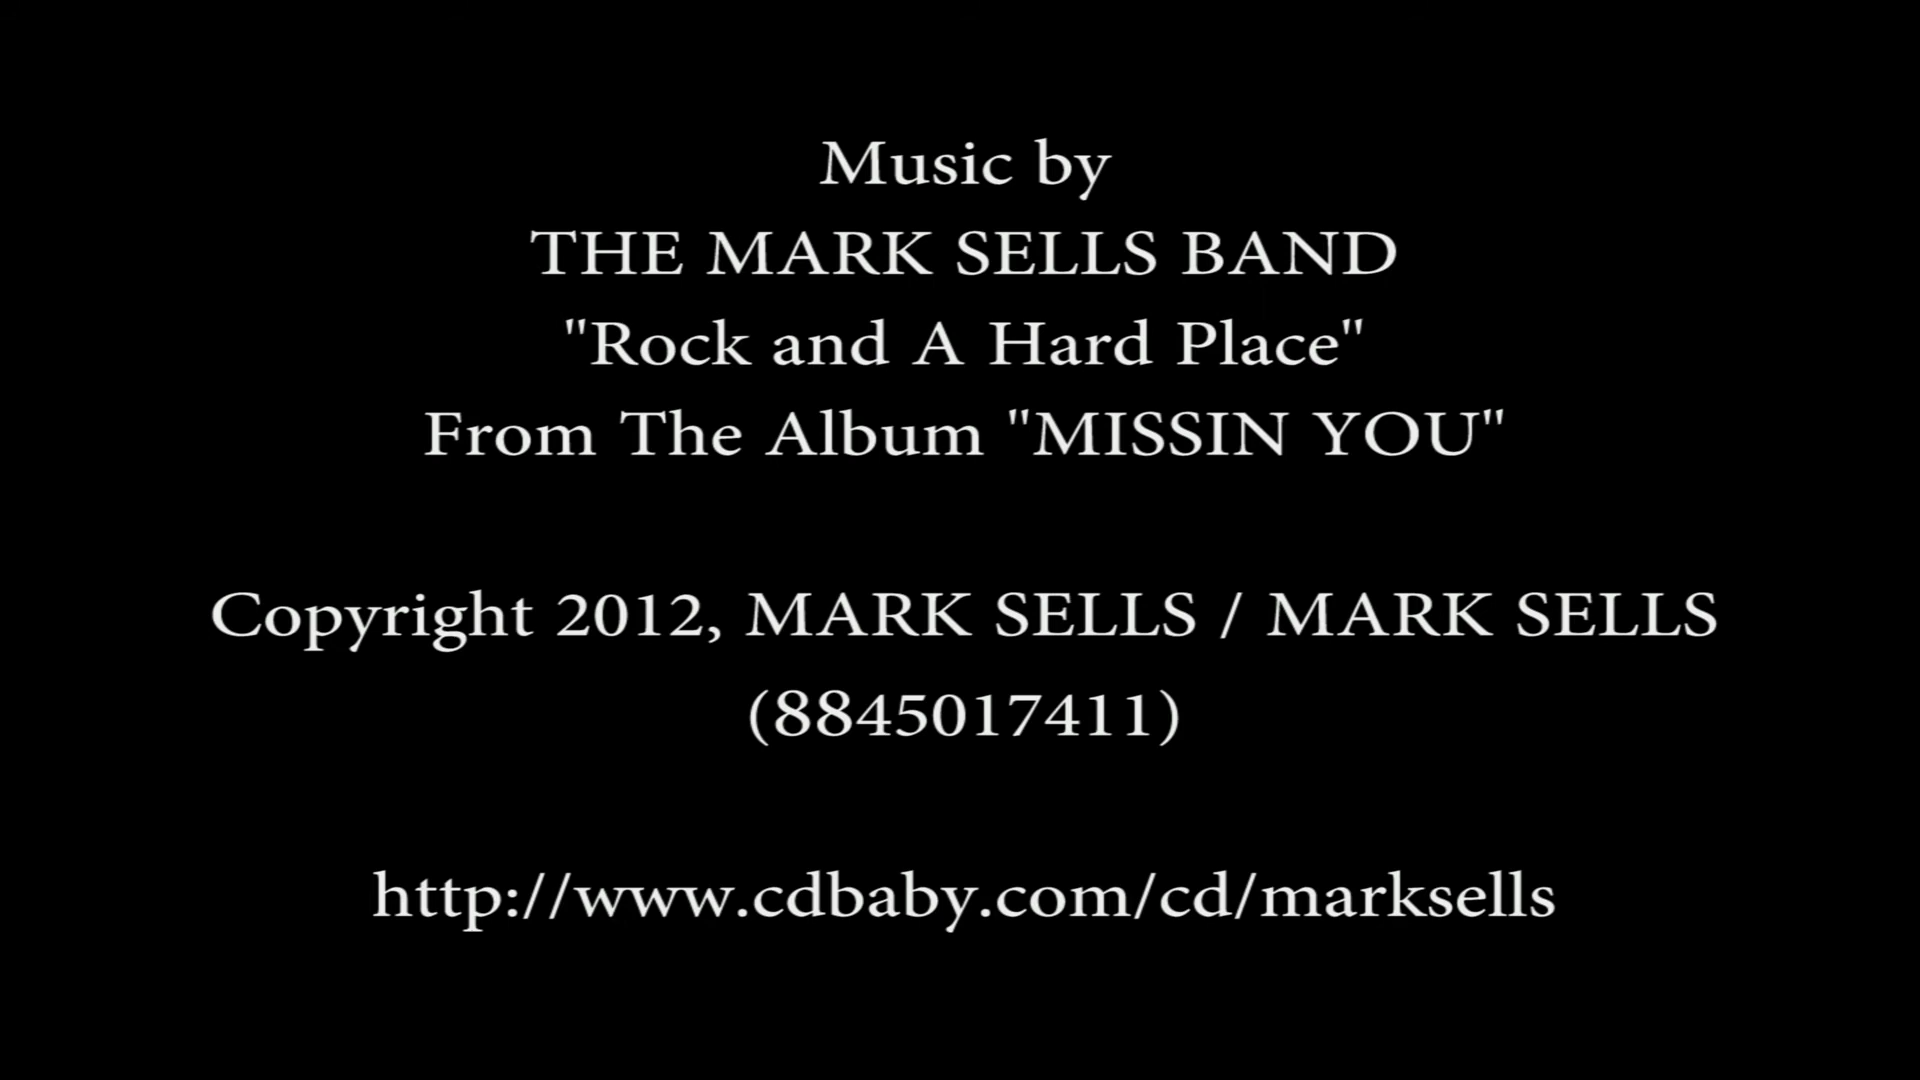 Music by
THE MARK SELLS BAND
"Rock and A Hard Place"
From The Album "MISSIN YOU"
Copyright 2012, MARK SELLS / MARK SELLS
(8845017411)
http://www.cdbaby.com/cd/marksells